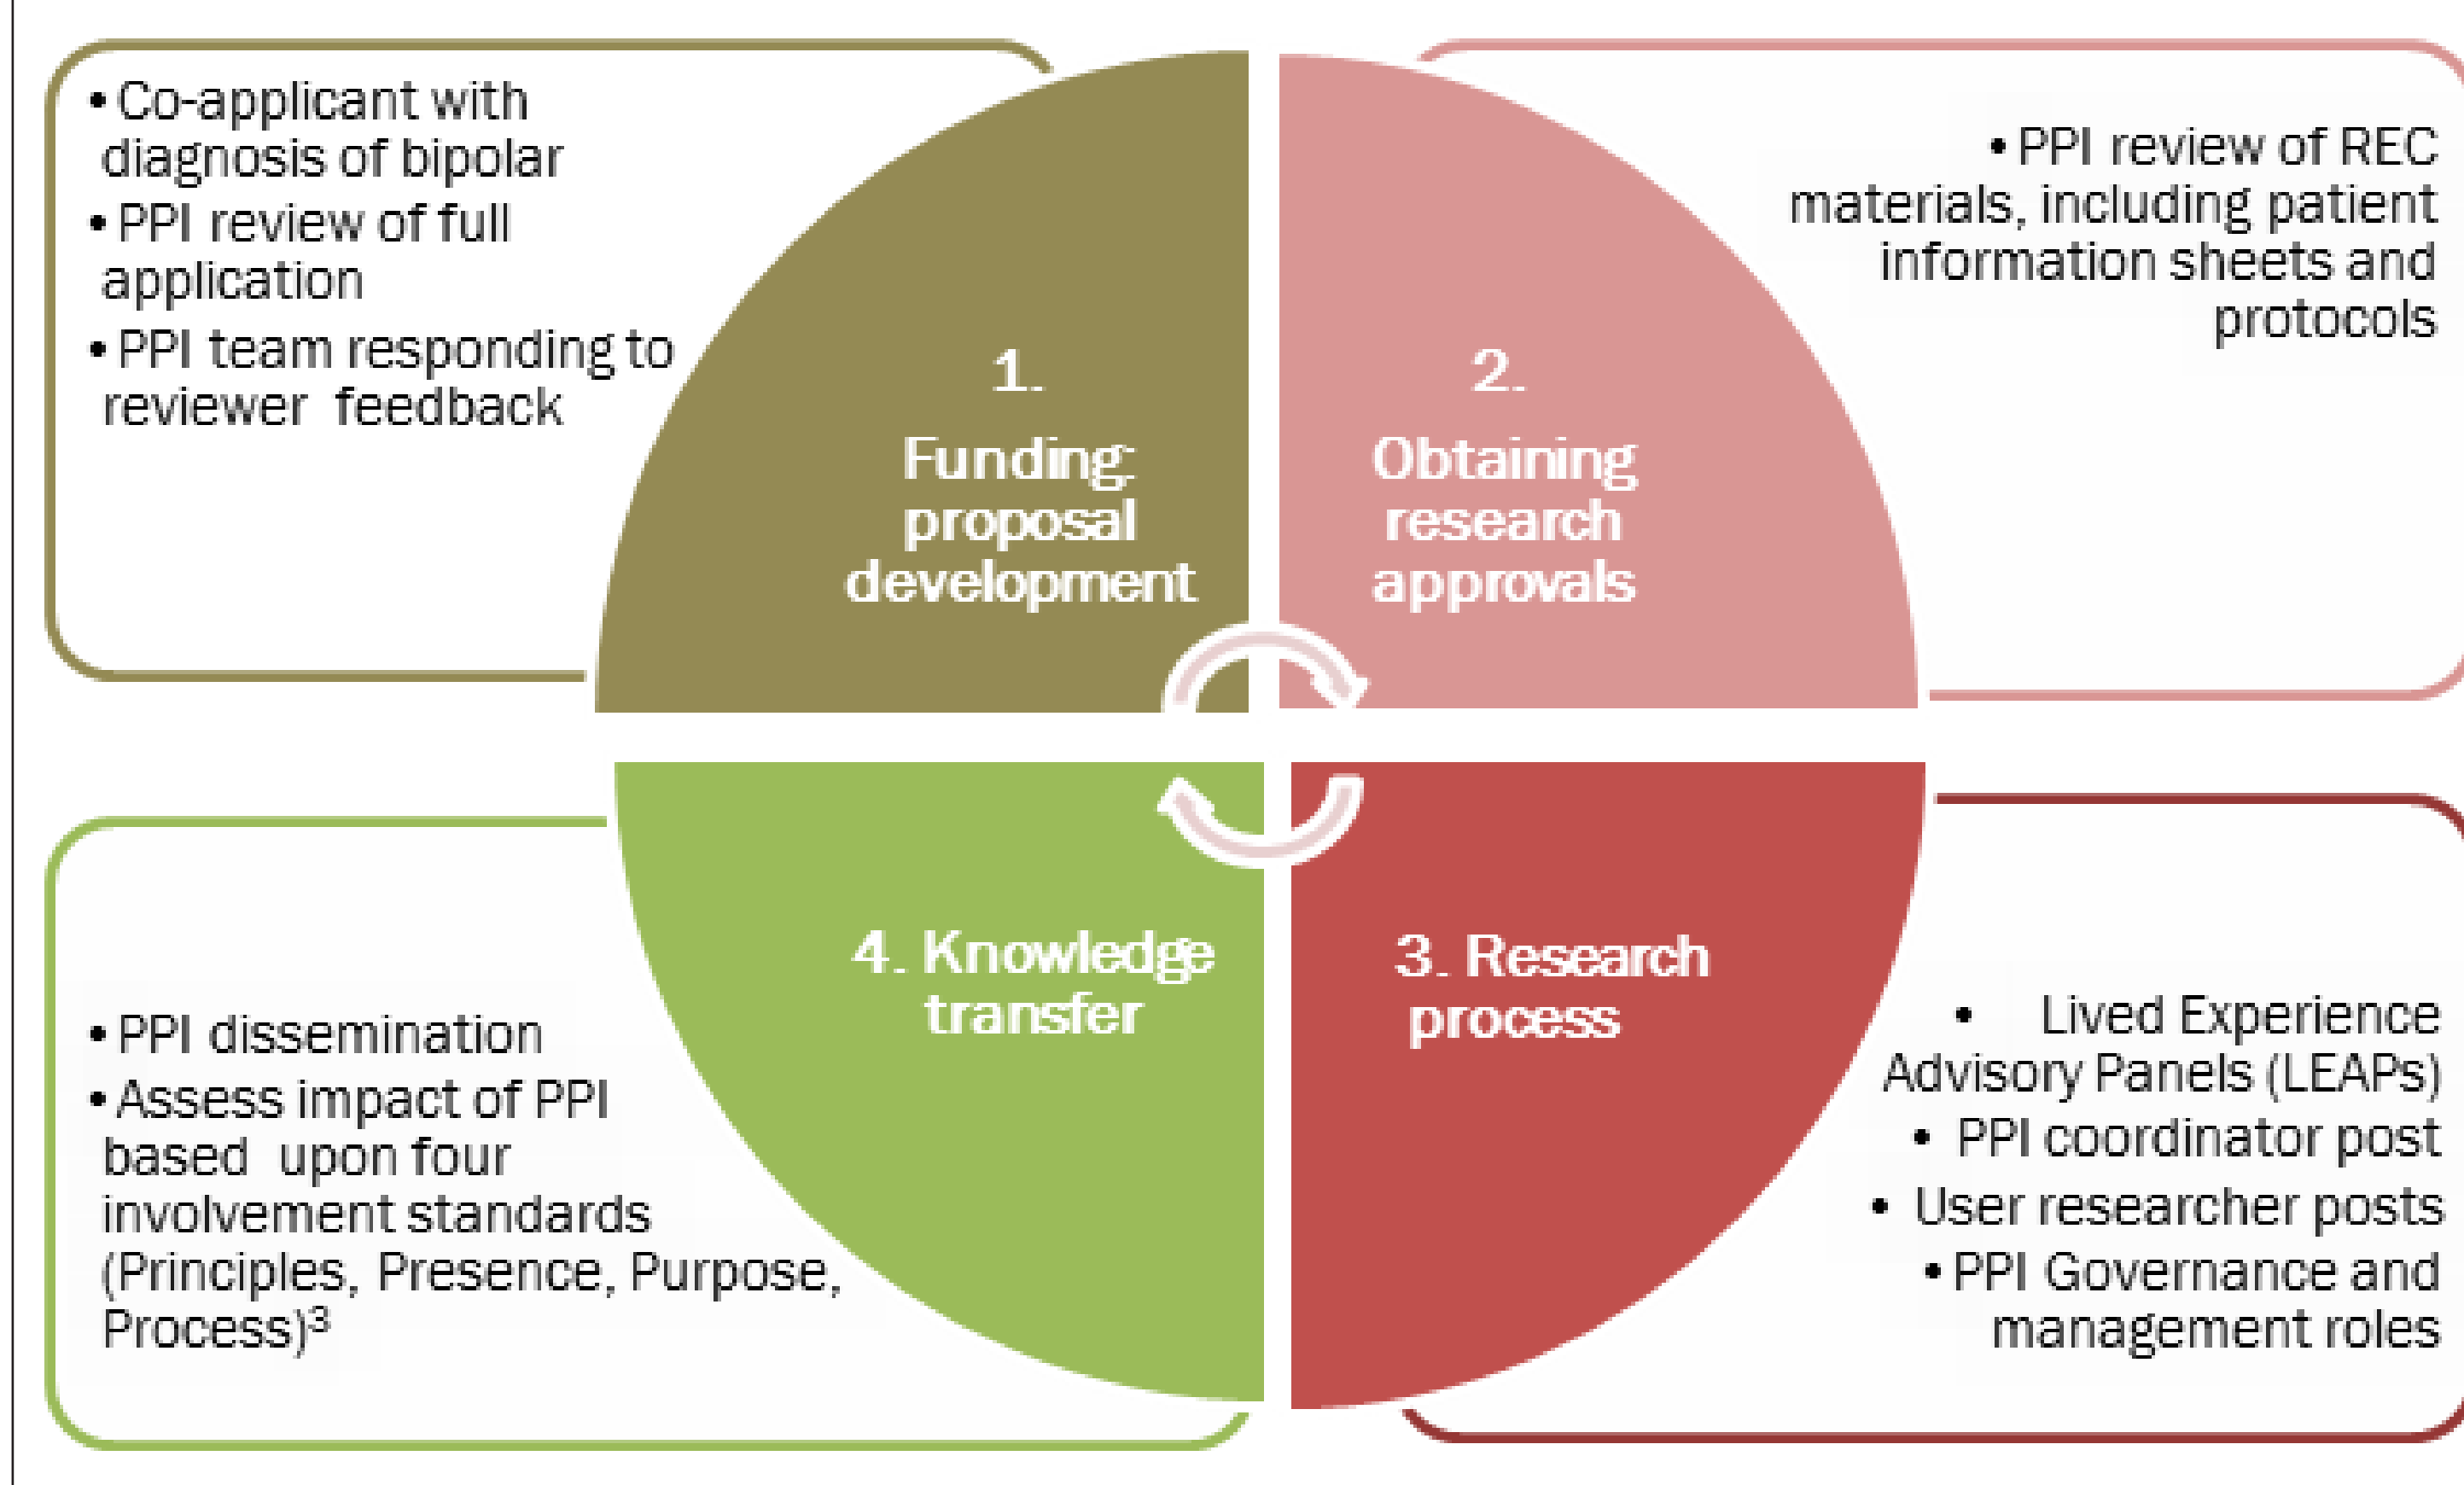 • Co-applicant with
diagnosis of bipolar
• PPI review of full
application
• PPI team responding to
reviewer feedback
1.
Funding:
proposal
development
2.
Obtaining
research
approvals
• PPI review of REC
materials, including patient
information sheets and
protocols
4. Knowledge
transfer
3. Research
process
• PPI dissemination
• Assess impact of PPI
based upon four
involvement standards
(Principles, Presence, Purpose,
Process)³
• Lived Experience
Advisory Panels (LEAPs)
• PPI coordinator post
• User researcher posts
• PPI Governance and
management roles